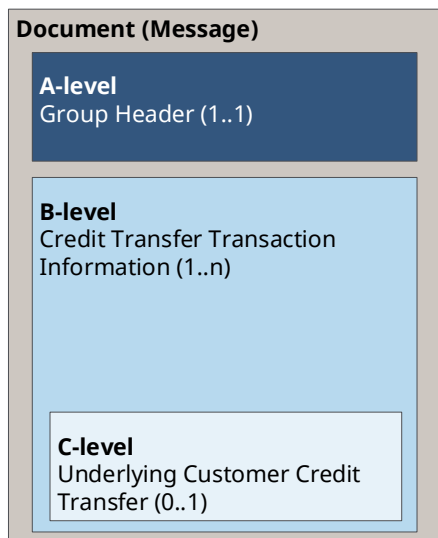 Document (Message)
A-level
Group Header (1..1)
B-level
Credit Transfer Transaction
Information (1..n)
C-level
Underlying Customer Credit
Transfer (0..1)